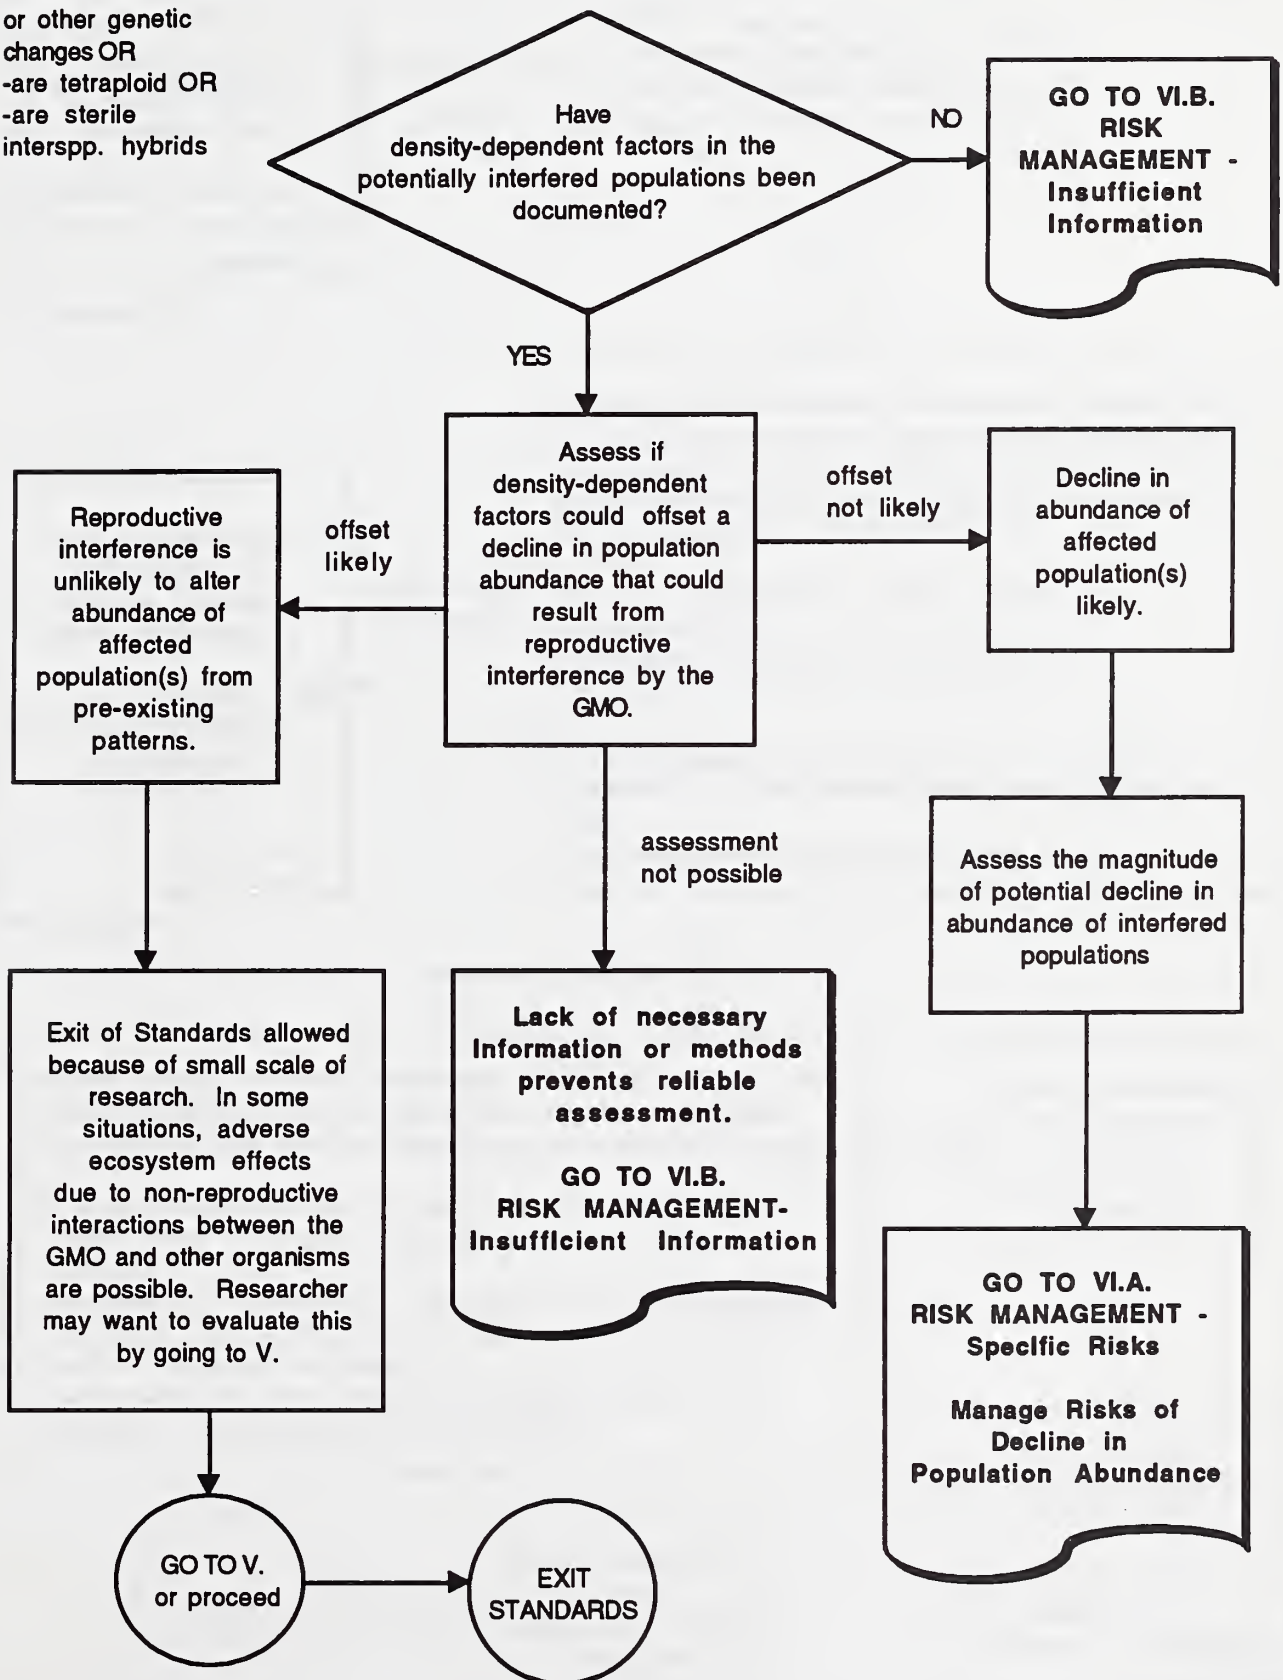 or other genetic
changes OR
-are tetraploid OR
-are sterile
interspp. hybrids
Have
density-dependent factors in the
potentially interfered populations been
documented?
NO
GO TO VI.B.
RISK
MANAGEMENT -
Insufficient
Information
YES
Assess if
density-dependent
factors could offset a
decline in population
abundance that could
result from
reproductive
interference by the
GMO.
offset
likely
Reproductive
interference is
unlikely to alter
abundance of
affected
population(s) from
pre-existing
patterns.
offset
not likely
Decline in
abundance of
affected
population(s)
likely.
assessment
not possible
Assess the magnitude
of potential decline in
abundance of interfered
populations
Exit of Standards allowed
because of small scale of
research. In some
situations, adverse
ecosystem effects
due to non-reproductive
interactions between the
GMO and other organisms
are possible. Researcher
may want to evaluate this
by going to V.
Lack of necessary
Information or methods
prevents reliable
assessment.
GO TO VI.B.
RISK MANAGEMENT-
Insufficient Information
GO TO VI.A.
RISK MANAGEMENT -
Specific Risks
Manage Risks of
Decline in
Population Abundance
GO TO V.
or proceed
EXIT
STANDARDS